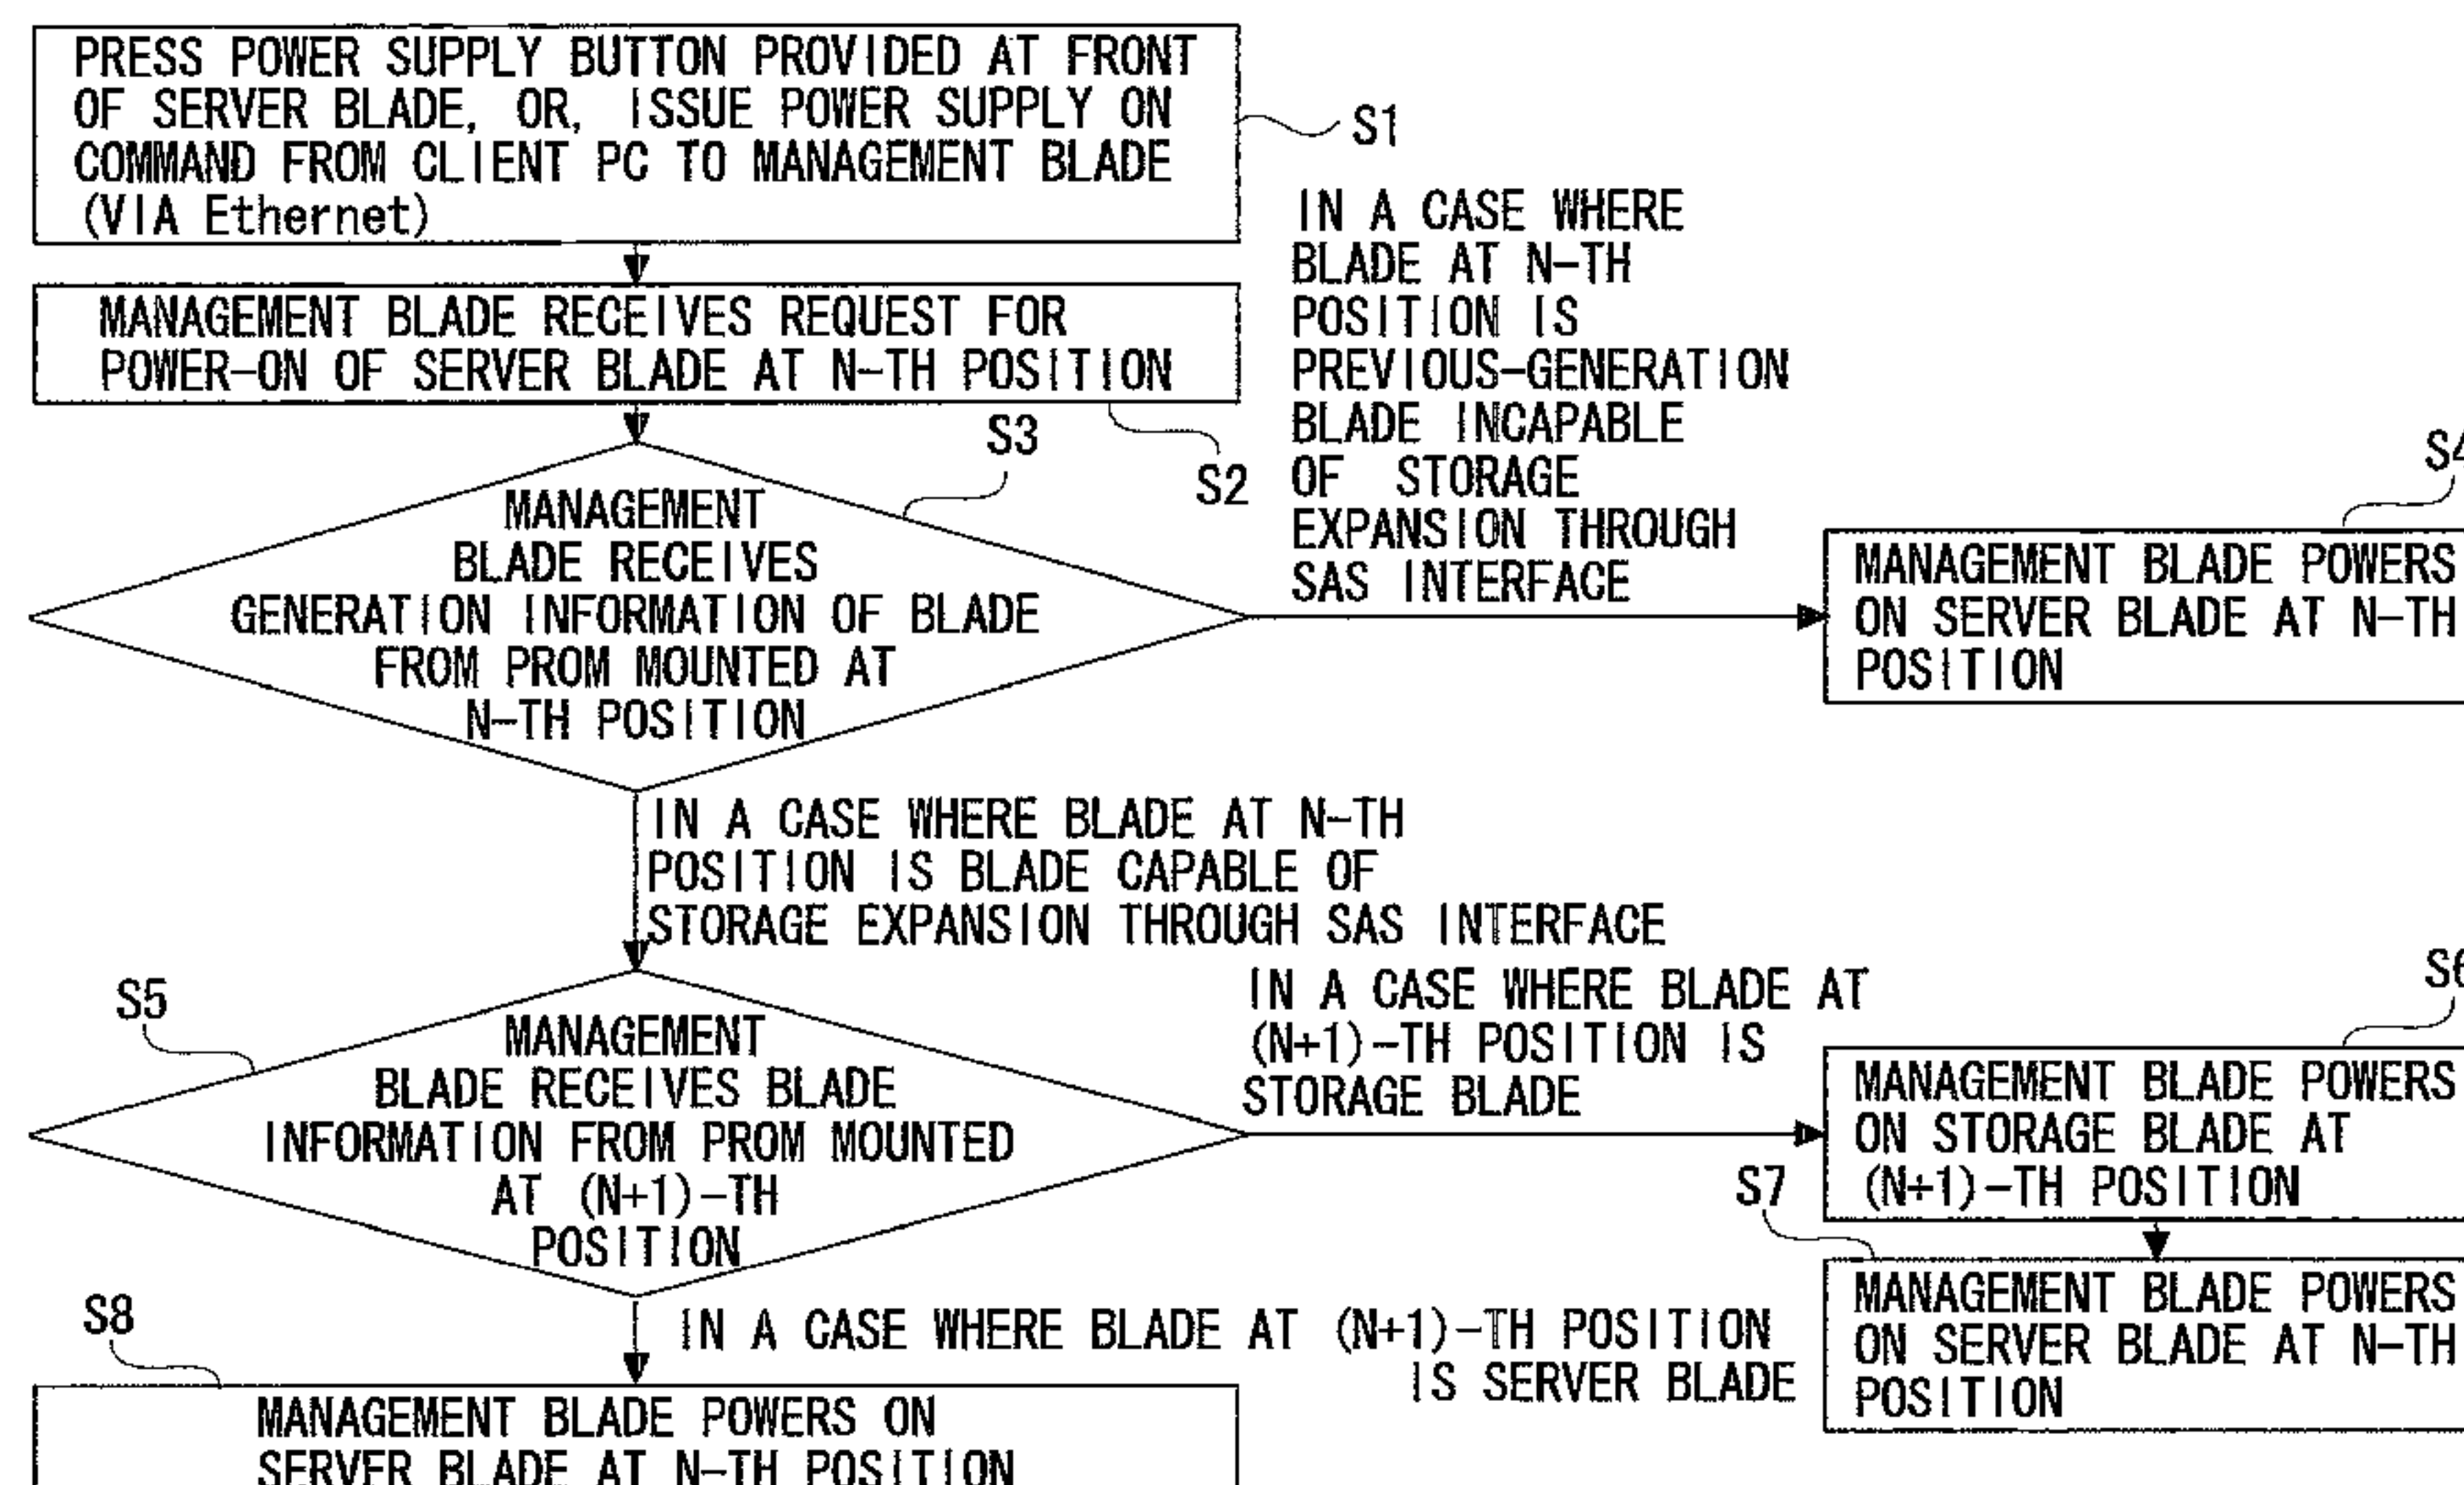 PRESS POWER SUPPLY BUTTON PROVIDED AT FRONT
OF SERVER BLADE, OR, ISSUE POWER SUPPLY ON
COMMAND FROM CLIENT PC TO MANAGEMENT BLADE
(VIA Ethernet)
S1
MANAGEMENT BLADE RECEIVES REQUEST FOR
POWER-ON OF SERVER BLADE AT N-TH POSITION
S2
S3
MANAGEMENT
BLADE RECEIVES
GENERATION INFORMATION OF BLADE
FROM PROM MOUNTED AT
N-TH POSITION
IN A CASE WHERE
BLADE AT N-TH
POSITION IS
PREVIOUS-GENERATION
BLADE INCAPABLE
OF STORAGE
EXPANSION THROUGH
SAS INTERFACE
S4
MANAGEMENT BLADE POWERS
ON SERVER BLADE AT N-TH
POSITION
IN A CASE WHERE BLADE AT N-TH
POSITION IS BLADE CAPABLE OF
STORAGE EXPANSION THROUGH SAS INTERFACE
S5
MANAGEMENT
BLADE RECEIVES BLADE
INFORMATION FROM PROM MOUNTED
AT (N+1)-TH
POSITION
IN A CASE WHERE BLADE AT
(N+1)-TH POSITION IS
STORAGE BLADE
S6
MANAGEMENT BLADE POWERS
ON STORAGE BLADE AT
(N+1)-TH POSITION
S7
MANAGEMENT BLADE POWERS
ON SERVER BLADE AT N-TH
POSITION
IN A CASE WHERE BLADE AT (N+1)-TH POSITION
IS SERVER BLADE
S8
MANAGEMENT BLADE POWERS ON
SERVER BLADE AT N-TH POSITION